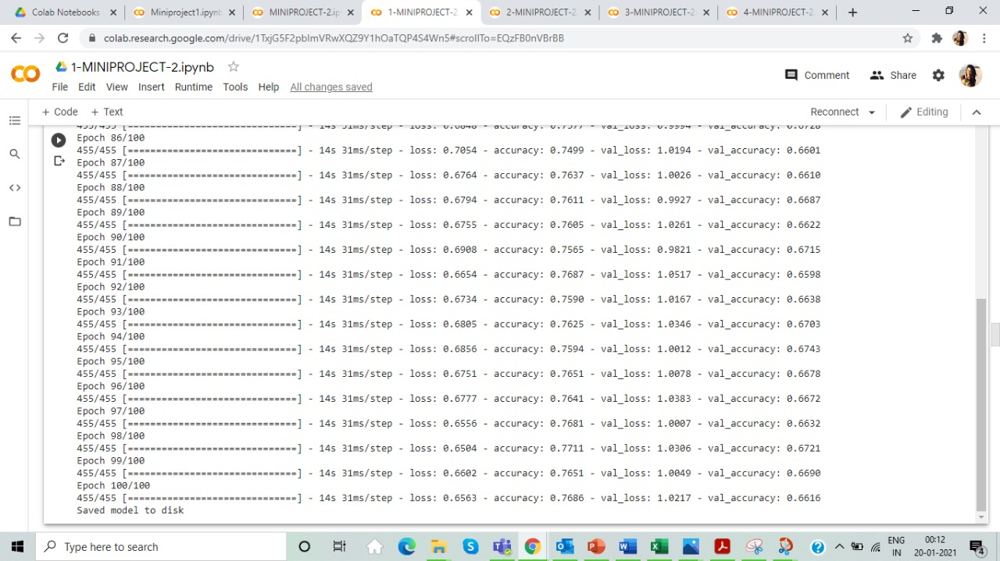 Colab Notebooks
Miniproject1.ipynb
MINIPROJECT-2.ip
1-MINIPROJECT-2.
2-MINIPROJECT-2.
3-MINIPROJECT-2.
4-MINIPROJECT-2.
colab.research.google.com/drive/1TxjG5F2pbImVRwXQZ9Y1hOaTQP4S4Wn5#scrollTo=EQzFB0nVBrBB
1-MINIPROJECT-2.ipynb
File Edit View Insert Runtime Tools Help All changes saved
Comment Share
+ Code + Text
Reconnect Editing
455/455 [==============================] - 14s 31ms/step - loss: 0.6848 - accuracy: 0.7577 - val_loss: 0.9994 - val_accuracy: 0.6728
Epoch 86/100
455/455 [==============================] - 14s 31ms/step - loss: 0.7054 - accuracy: 0.7499 - val_loss: 1.0194 - val_accuracy: 0.6601
Epoch 87/100
455/455 [==============================] - 14s 31ms/step - loss: 0.6764 - accuracy: 0.7637 - val_loss: 1.0026 - val_accuracy: 0.6610
Epoch 88/100
455/455 [==============================] - 14s 31ms/step - loss: 0.6794 - accuracy: 0.7611 - val_loss: 0.9927 - val_accuracy: 0.6687
Epoch 89/100
455/455 [==============================] - 14s 31ms/step - loss: 0.6755 - accuracy: 0.7605 - val_loss: 1.0261 - val_accuracy: 0.6622
Epoch 90/100
455/455 [==============================] - 14s 31ms/step - loss: 0.6908 - accuracy: 0.7565 - val_loss: 0.9821 - val_accuracy: 0.6715
Epoch 91/100
455/455 [==============================] - 14s 31ms/step - loss: 0.6654 - accuracy: 0.7687 - val_loss: 1.0517 - val_accuracy: 0.6598
Epoch 92/100
455/455 [==============================] - 14s 31ms/step - loss: 0.6734 - accuracy: 0.7590 - val_loss: 1.0167 - val_accuracy: 0.6638
Epoch 93/100
455/455 [==============================] - 14s 31ms/step - loss: 0.6805 - accuracy: 0.7625 - val_loss: 1.0346 - val_accuracy: 0.6703
Epoch 94/100
455/455 [==============================] - 14s 31ms/step - loss: 0.6856 - accuracy: 0.7594 - val_loss: 1.0012 - val_accuracy: 0.6743
Epoch 95/100
455/455 [==============================] - 14s 31ms/step - loss: 0.6751 - accuracy: 0.7651 - val_loss: 1.0078 - val_accuracy: 0.6678
Epoch 96/100
455/455 [==============================] - 14s 31ms/step - loss: 0.6777 - accuracy: 0.7641 - val_loss: 1.0383 - val_accuracy: 0.6672
Epoch 97/100
455/455 [==============================] - 14s 31ms/step - loss: 0.6556 - accuracy: 0.7681 - val_loss: 1.0007 - val_accuracy: 0.6632
Epoch 98/100
455/455 [==============================] - 14s 31ms/step - loss: 0.6504 - accuracy: 0.7711 - val_loss: 1.0306 - val_accuracy: 0.6721
Epoch 99/100
455/455 [==============================] - 14s 31ms/step - loss: 0.6602 - accuracy: 0.7651 - val_loss: 1.0049 - val_accuracy: 0.6690
Epoch 100/100
455/455 [==============================] - 14s 31ms/step - loss: 0.6563 - accuracy: 0.7686 - val_loss: 1.0217 - val_accuracy: 0.6616
Saved model to disk
Type here to search
ENG 00:12
IN 20-01-2021
4